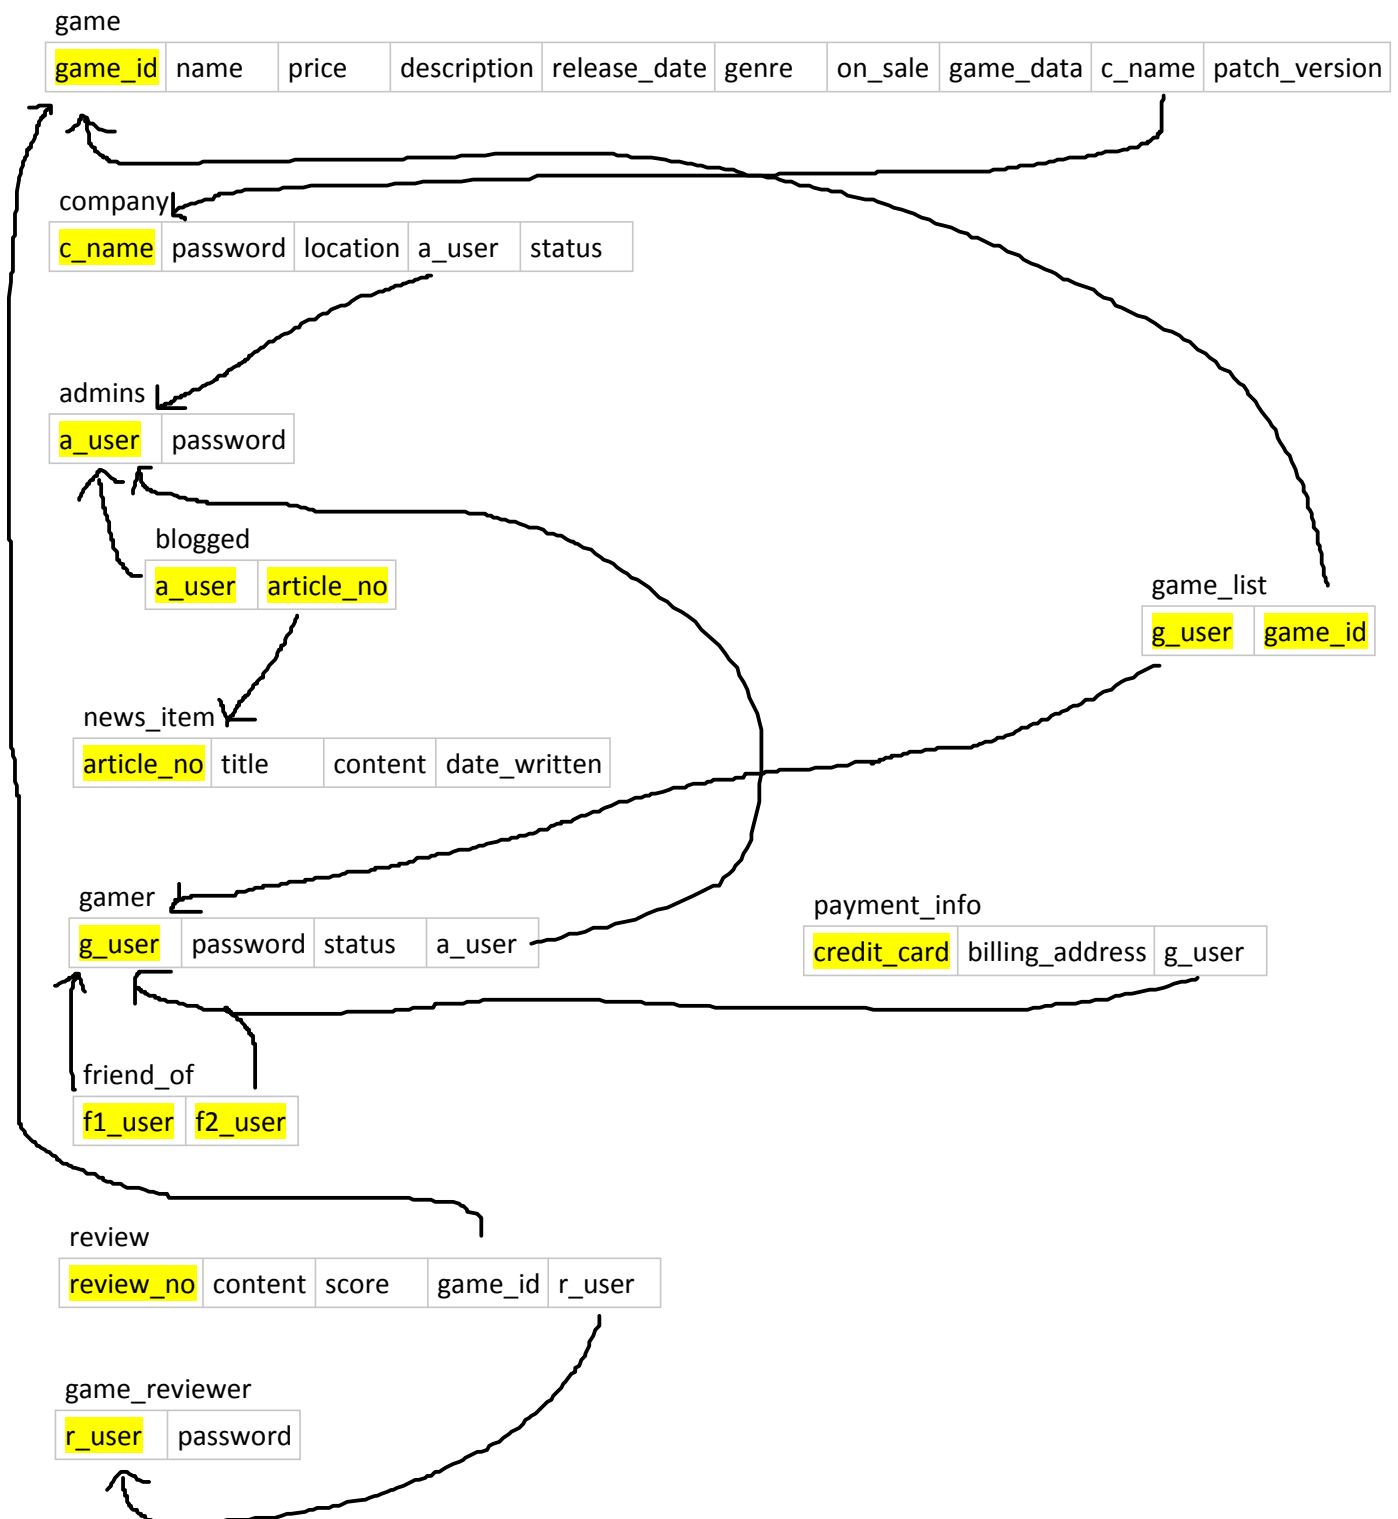 game
game_id name price description release_date genre on_sale game_data c_name patch_version
company
c_name password location a_user status
admins
a_user password
blogged
a_user article_no
game_list
g_user game_id
news_item
article_no title content date_written
gamer
g_user password status a_user
payment_info
credit_card billing_address g_user
friend_of
f1_user f2_user
review
review_no content score game_id r_user
game_reviewer
r_user password